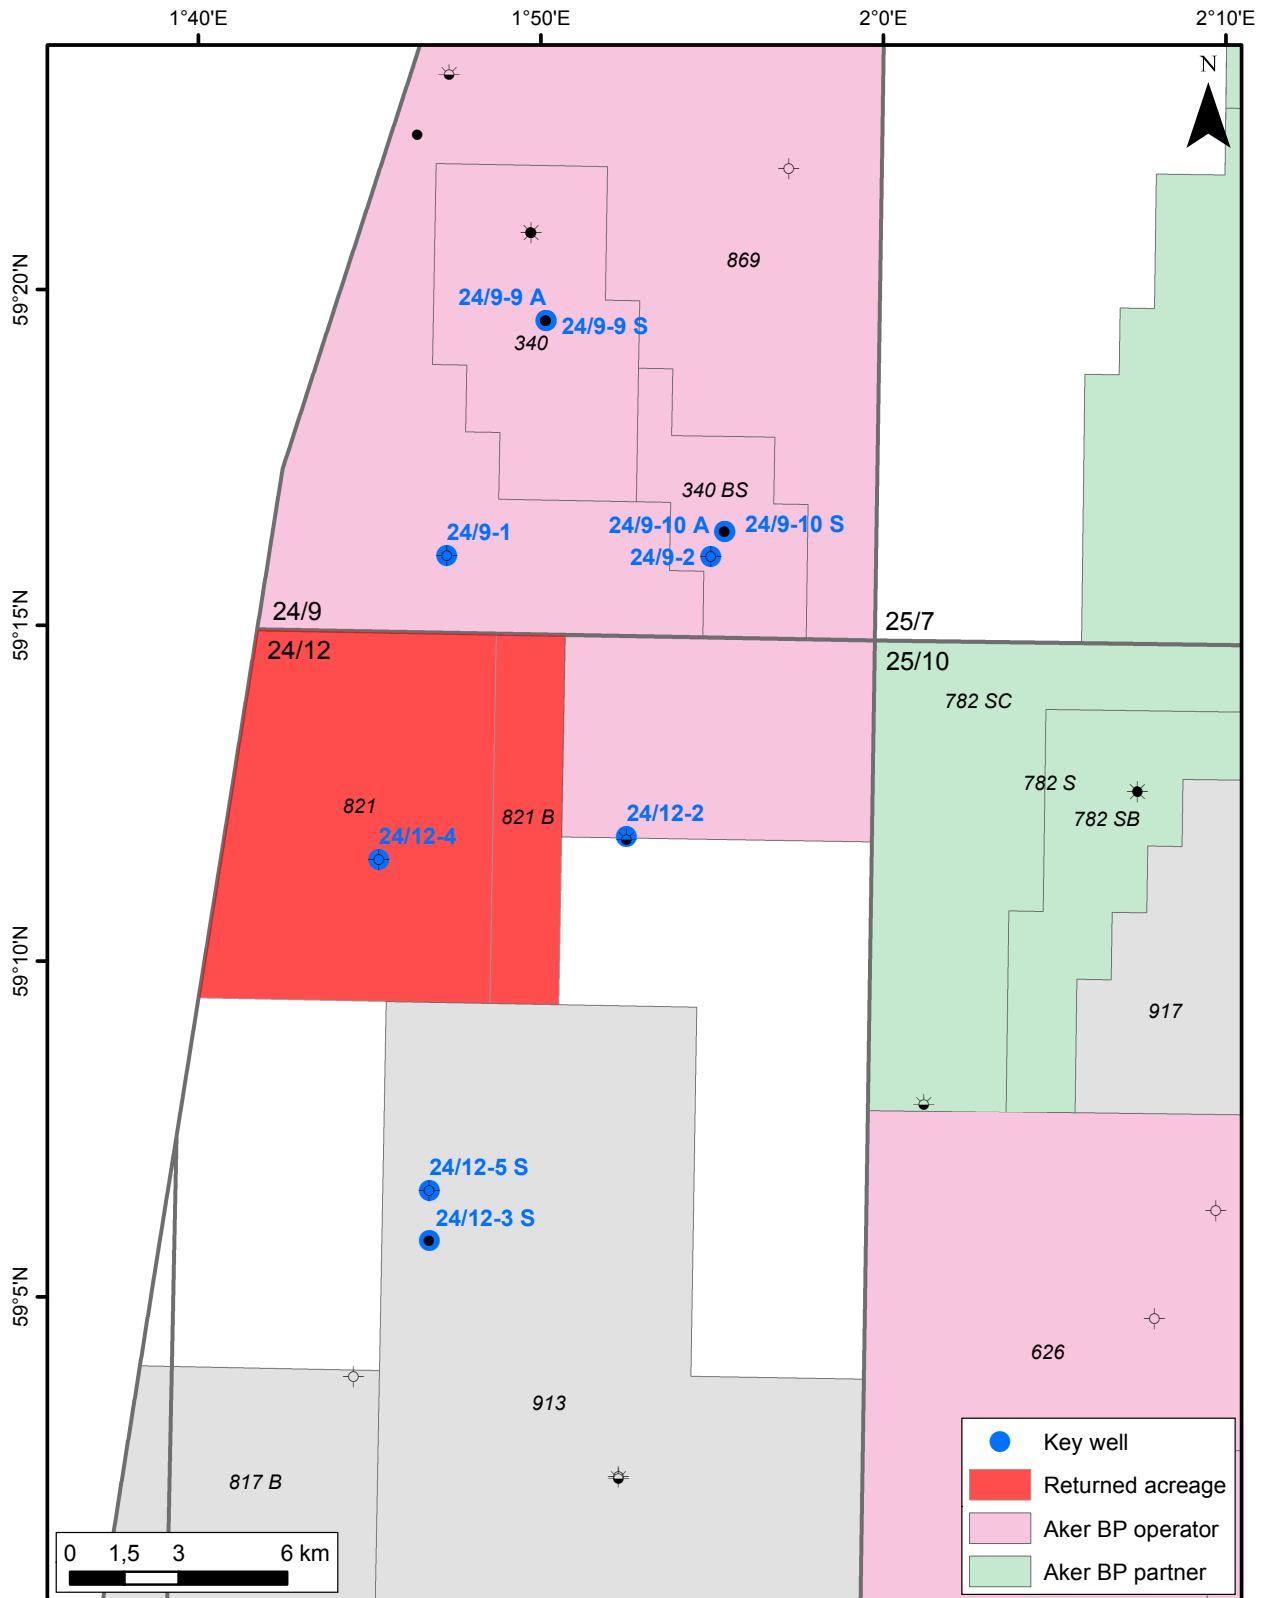 1°40'E
1°50'E
2°0'E
2°10'E
N
59°20'N
59°15'N
59°10'N
59°5'N
869
24/9-9 A
24/9-9 S
340
340 BS
24/9-1
24/9-10 A
24/9-10 S
24/9-2
24/9
25/7
24/12
25/10
782 SC
782 S
782 SB
821
821 B
24/12-2
24/12-4
917
24/12-5 S
24/12-3 S
626
913
817 B
0 1,5 3 6 km
Key well
Returned acreage
Aker BP operator
Aker BP partner